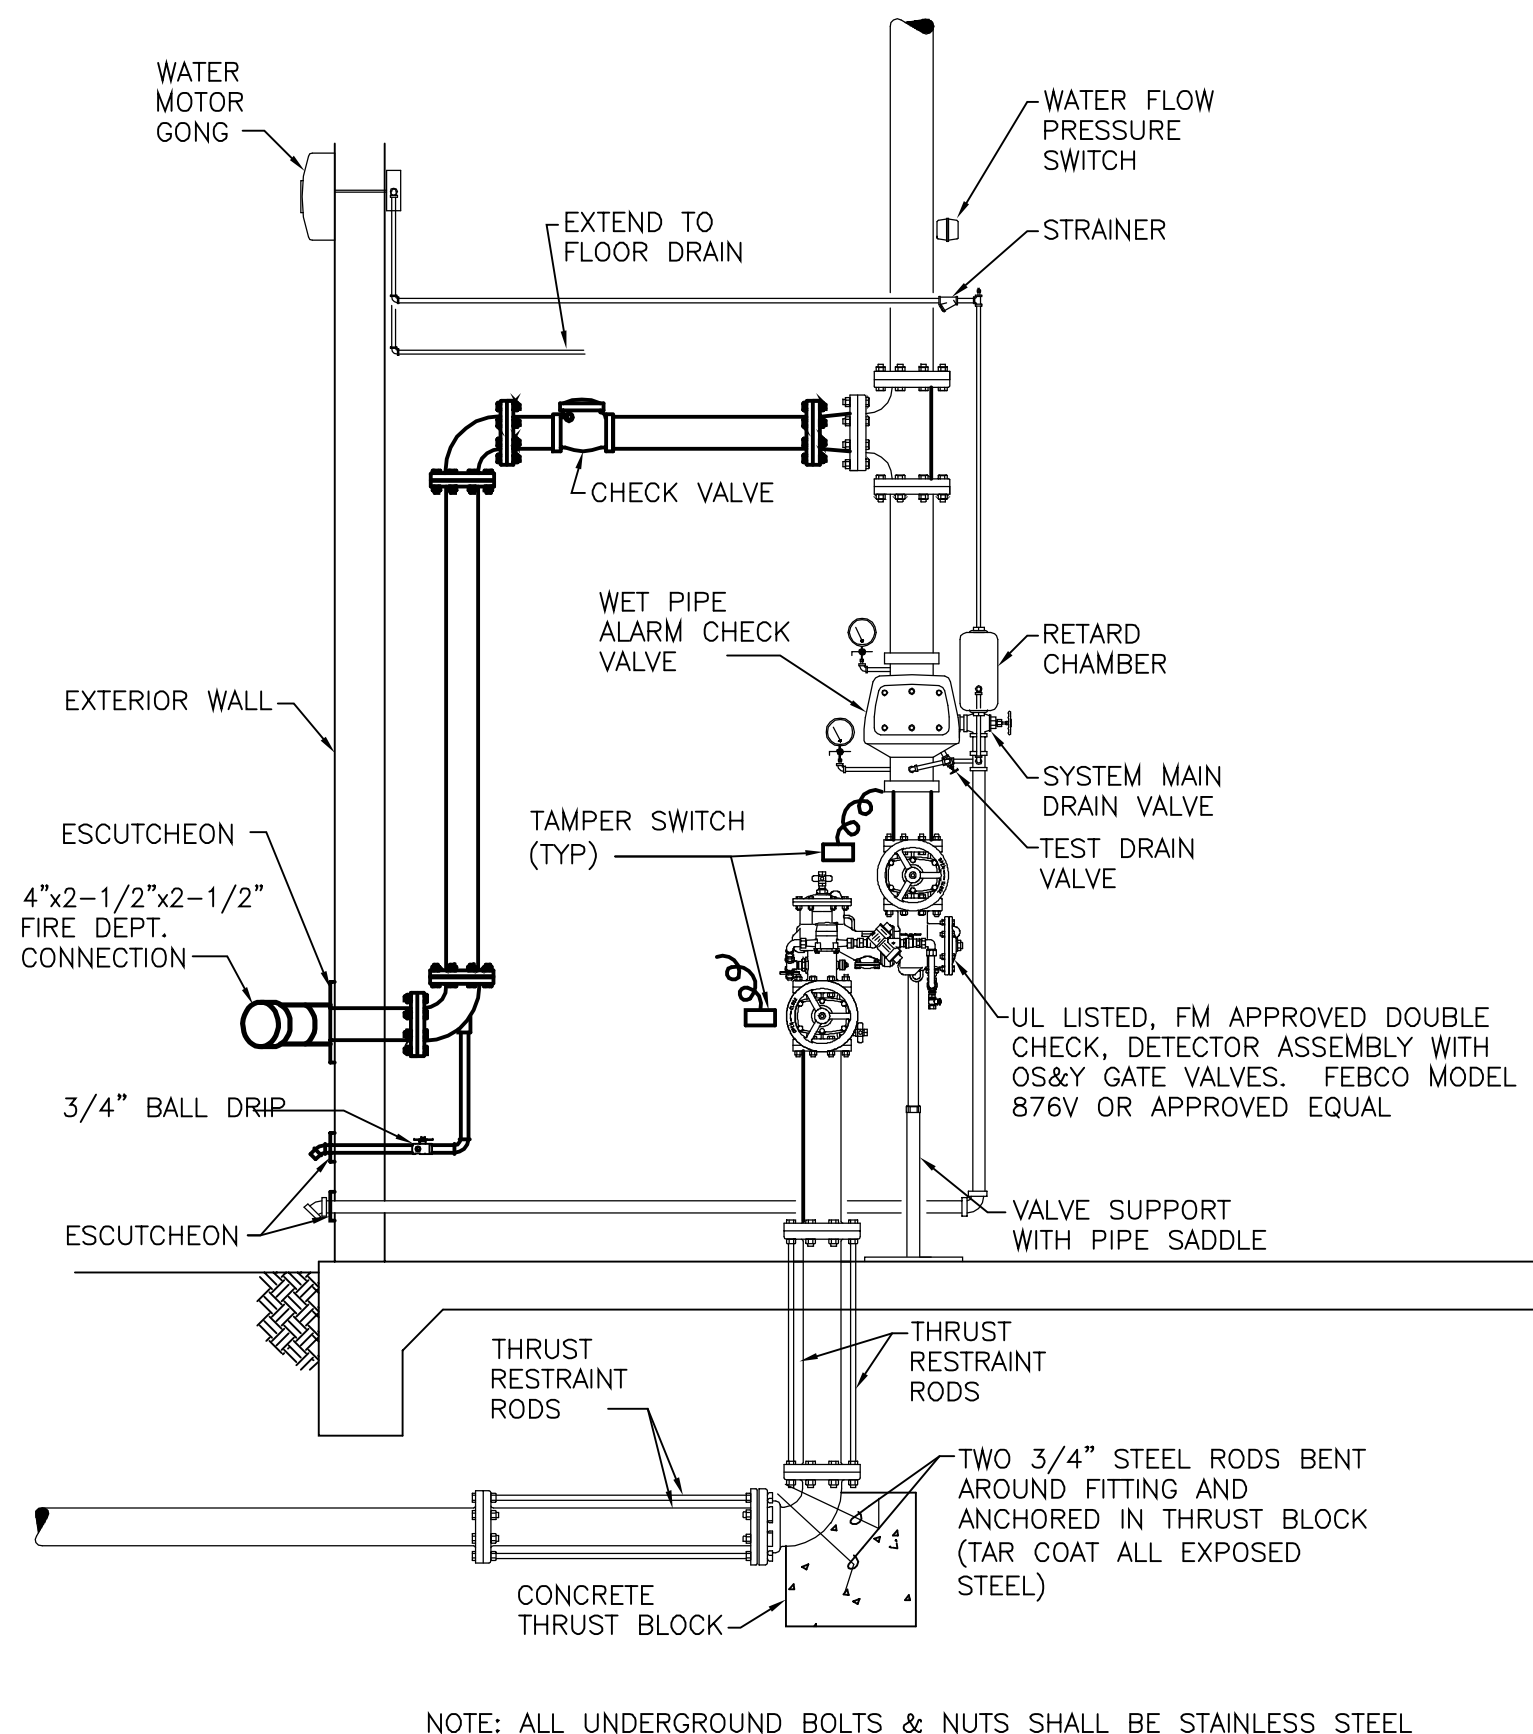 WATER
MOTOR
GONG
WATER FLOW
PRESSURE
SWITCH
EXTEND TO
FLOOR DRAIN
STRAINER
CHECK VALVE
WET PIPE
ALARM CHECK
VALVE
RETARD
CHAMBER
EXTERIOR WALL
SYSTEM MAIN
DRAIN VALVE
ESCUTCHEON
TAMPER SWITCH
(TYP)
TEST DRAIN
VALVE
4”x2-1/2”x2-1/2”
FIRE DEPT.
CONNECTION
UL LISTED, FM APPROVED DOUBLE
CHECK, DETECTOR ASSEMBLY WITH
OS&Y GATE VALVES. FEBCO MODEL
876V OR APPROVED EQUAL
3/4” BALL DRIP
ESCUTCHEON
VALVE SUPPORT
WITH PIPE SADDLE
THRUST
RESTRAINT
RODS
THRUST
RESTRAINT
RODS
TWO 3/4” STEEL RODS BENT
AROUND FITTING AND
ANCHORED IN THRUST BLOCK
(TAR COAT ALL EXPOSED
STEEL)
CONCRETE
THRUST BLOCK
NOTE: ALL UNDERGROUND BOLTS & NUTS SHALL BE STAINLESS STEEL